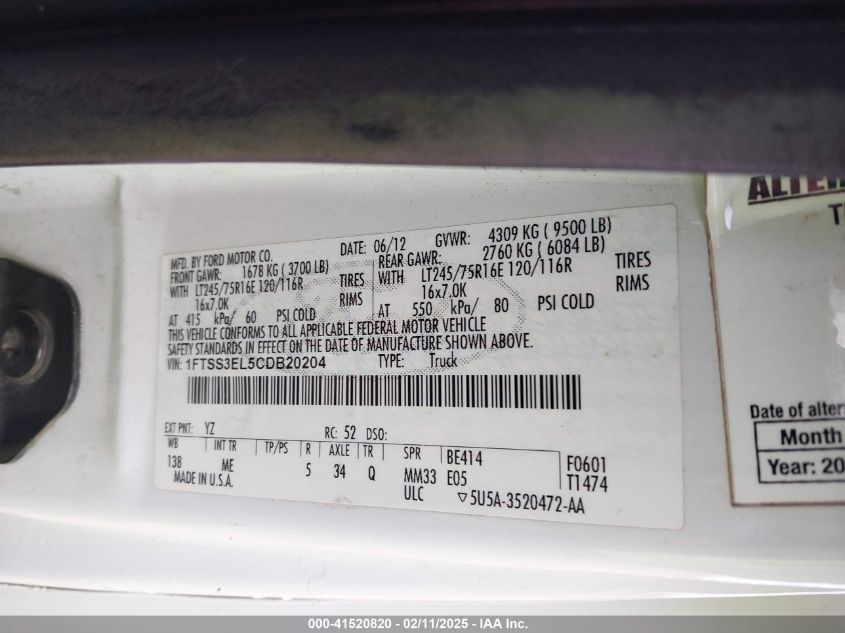 MFD. BY FORD MOTOR CO.
DATE: 06/12 GVWR: 4309 KG ( 9500 LB)
FRONT GAWR: 1678 KG ( 3700 LB)
REAR GAWR: 2760 KG ( 6084 LB)
WITH LT245/75R16E 120/116R TIRES
WITH LT245/75R16E 120/116R TIRES
16x7.0K RIMS
16x7.0K RIMS
AT 415 kPa/ 60 PSI COLD
AT 550 kPa/ 80 PSI COLD
THIS VEHICLE CONFORMS TO ALL APPLICABLE FEDERAL MOTOR VEHICLE
SAFETY STANDARDS IN EFFECT ON THE DATE OF MANUFACTURE SHOWN ABOVE.
VIN: 1FTSS3EL5CDB20204 TYPE: Truck
EXT PNT: YZ RC: 52 DSO:
WB INT TR TP/PS R AXLE TR SPR BE414 F0601
138 ME 5 34 Q MM33 E05 T1474
MADE IN U.S.A. ULC ▽5U5A-3520472-AA
Date of
Month
Year: 20
000-41520820 - 02/11/2025 - IAA Inc.